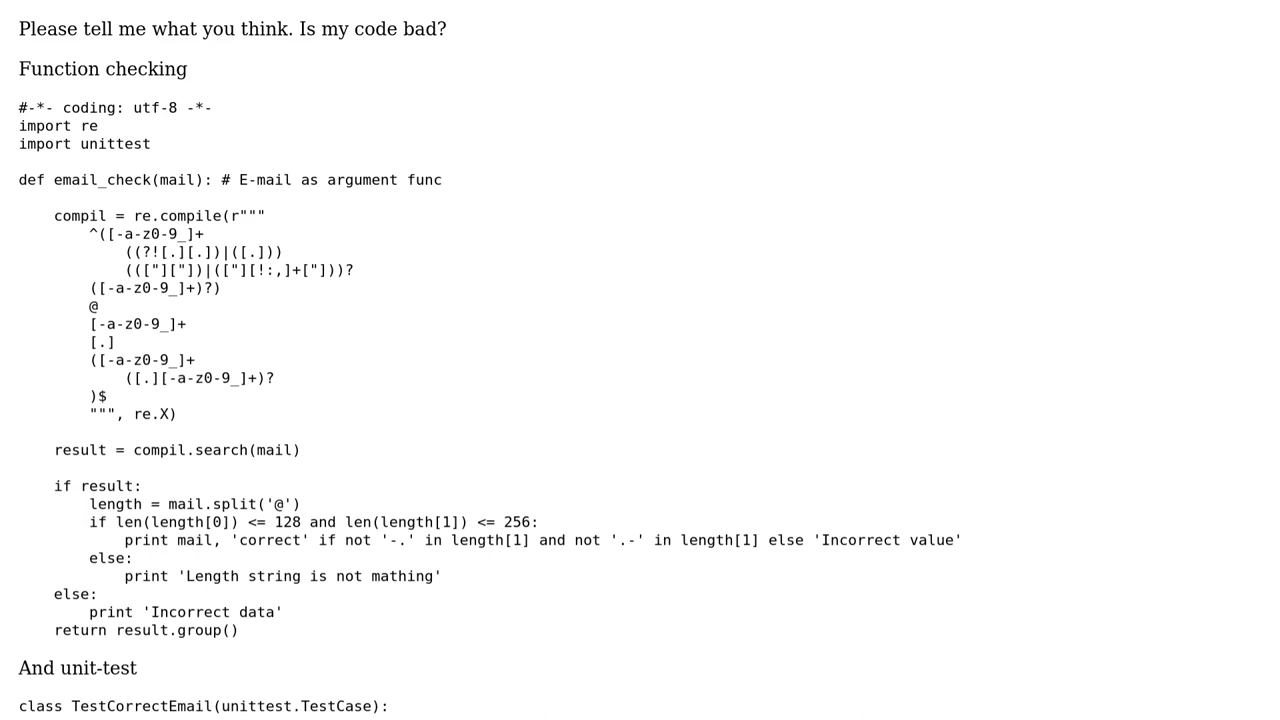 Please tell me what you think. Is my code bad?
Function checking
#-*- coding: utf-8 -*-
import re
import unittest
def email_check(mail): # E-mail as argument func
compil = re.compile(r"""
^([-a-z0-9_]+
((?![.][.])|([.]))
((["]["])|(["][!:,]+["]))?
([-a-z0-9_]+)?)
@
[-a-z0-9_]+
[.]
([-a-z0-9_]+
([.][-a-z0-9_]+)?
)$
""", re.X)
result = compil.search(mail)
if result:
length = mail.split('@')
if len(length[0]) <= 128 and len(length[1]) <= 256:
print mail, 'correct' if not '-.' in length[1] and not '.-' in length[1] else 'Incorrect value'
else:
print 'Length string is not mathing'
else:
print 'Incorrect data'
return result.group()
And unit-test
class TestCorrectEmail(unittest.TestCase):